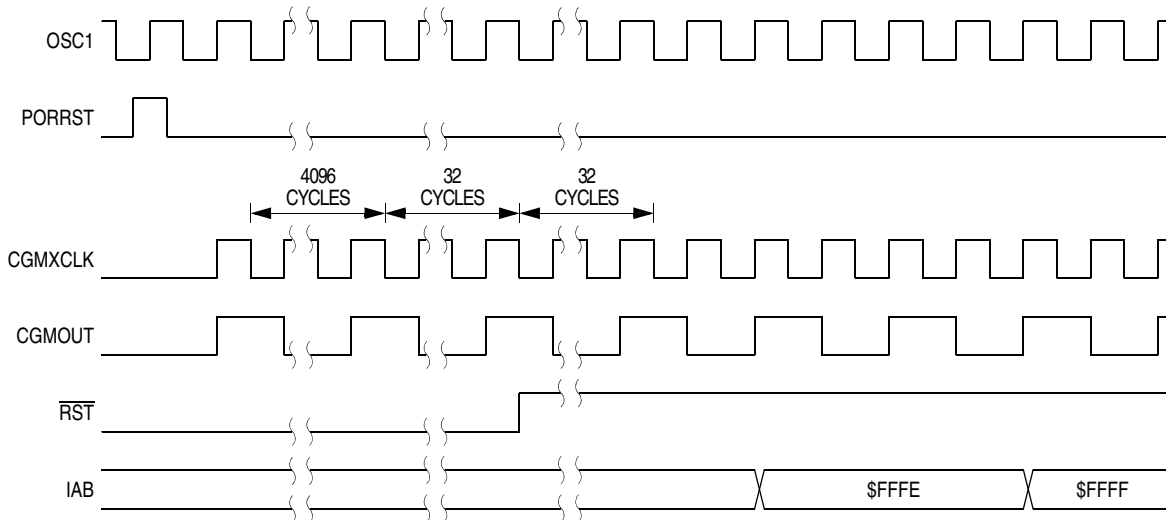 OSC1
PORRST
4096
CYCLES
32
CYCLES
32
CYCLES
CGMXCLK
CGMOUT
RST
IAB
$FFFE
$FFFF